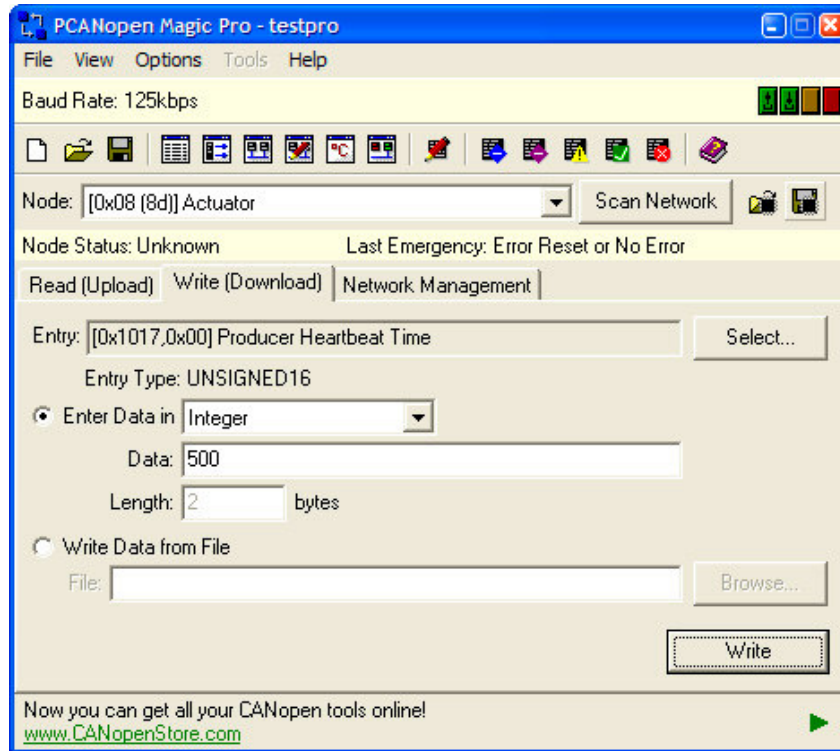 PCANopen Magic Pro - testpro
File View Options Tools Help
Baud Rate: 125kbps
°C
Node: [0x08 (8d)] Actuator Scan Network
Node Status: Unknown Last Emergency: Error Reset or No Error
Read (Upload) Write (Download) Network Management
Entry: [0x1017,0x00] Producer Heartbeat Time Select...
Entry Type: UNSIGNED16
Enter Data in Integer
Data: 500
Length: 2 bytes
Write Data from File
File: Browse...
Write
Now you can get all your CANopen tools online!
www.CANopenStore.com